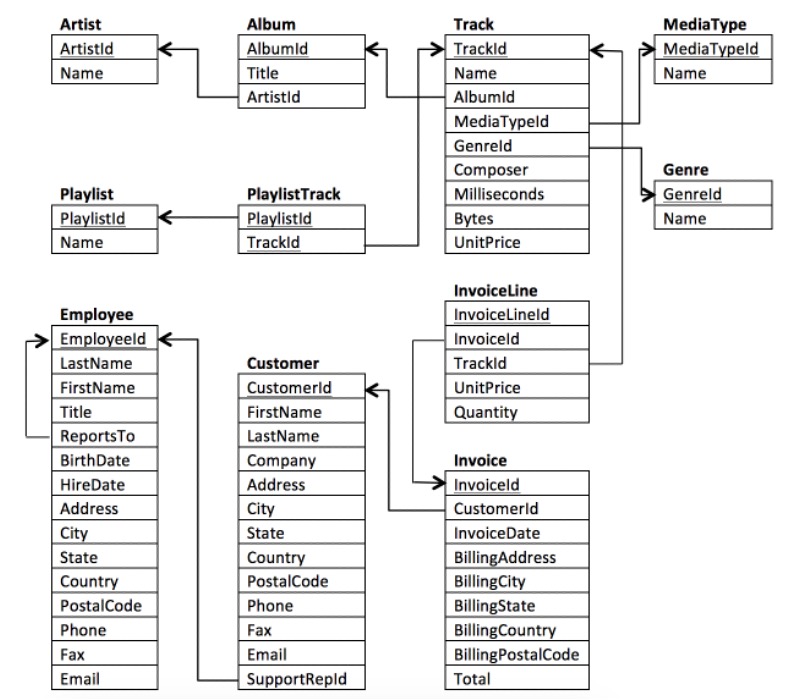 Artist
ArtistId
Name
Album
AlbumId
Title
ArtistId
Track
TrackId
Name
AlbumId
MediaTypeId
GenreId
Composer
Milliseconds
Bytes
UnitPrice
MediaType
MediaTypeId
Name
Genre
GenreId
Name
Playlist
PlaylistId
Name
PlaylistTrack
PlaylistId
TrackId
InvoiceLine
InvoiceLineId
InvoiceId
TrackId
UnitPrice
Quantity
Employee
EmployeeId
LastName
FirstName
Title
ReportsTo
BirthDate
HireDate
Address
City
State
Country
PostalCode
Phone
Fax
Email
Customer
CustomerId
FirstName
LastName
Company
Address
City
State
Country
PostalCode
Phone
Fax
Email
SupportRepId
Invoice
InvoiceId
CustomerId
InvoiceDate
BillingAddress
BillingCity
BillingState
BillingCountry
BillingPostalCode
Total